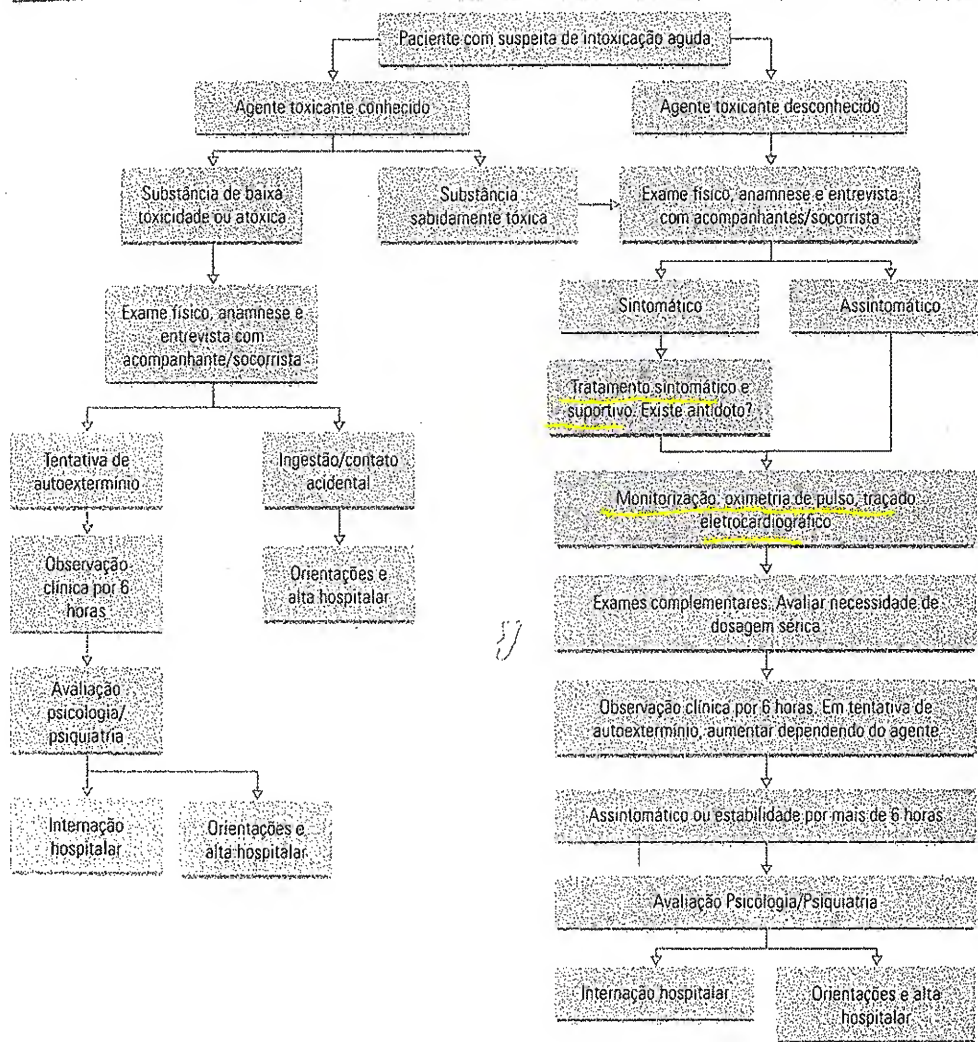 Paciente com suspeita de intoxicação aguda
Agente toxicante conhecido
Agente toxicante desconhecido
Substância de baixa
toxicidade ou atóxica
Substância
sabidamente tóxica
Exame físico, anamnese e entrevista
com acompanhantes/socorrista
Exame físico, anamnese e
entrevista com
acompanhante/socorrista
Sintomático
Assintomático
Tratamento sintomático e
suportivo. Existe antídoto?
Tentativa de
autoextermínio
Ingestão/contato
acidental
Monitorização: oximetria de pulso, traçado
eletrocardiográfico
Observação
clínica por 6
horas
Orientações e
alta hospitalar
Exames complementares. Avaliar necessidade de
dosagem sérica
Avaliação
psicologia/
psiquiatria
Observação clínica por 6 horas. Em tentativa de
autoextermínio, aumentar dependendo do agente
Internação
hospitalar
Orientações e
alta hospitalar
Assintomático ou estabilidade por mais de 6 horas
Avaliação Psicologia/Psiquiatria
Internação hospitalar
Orientações e alta
hospitalar